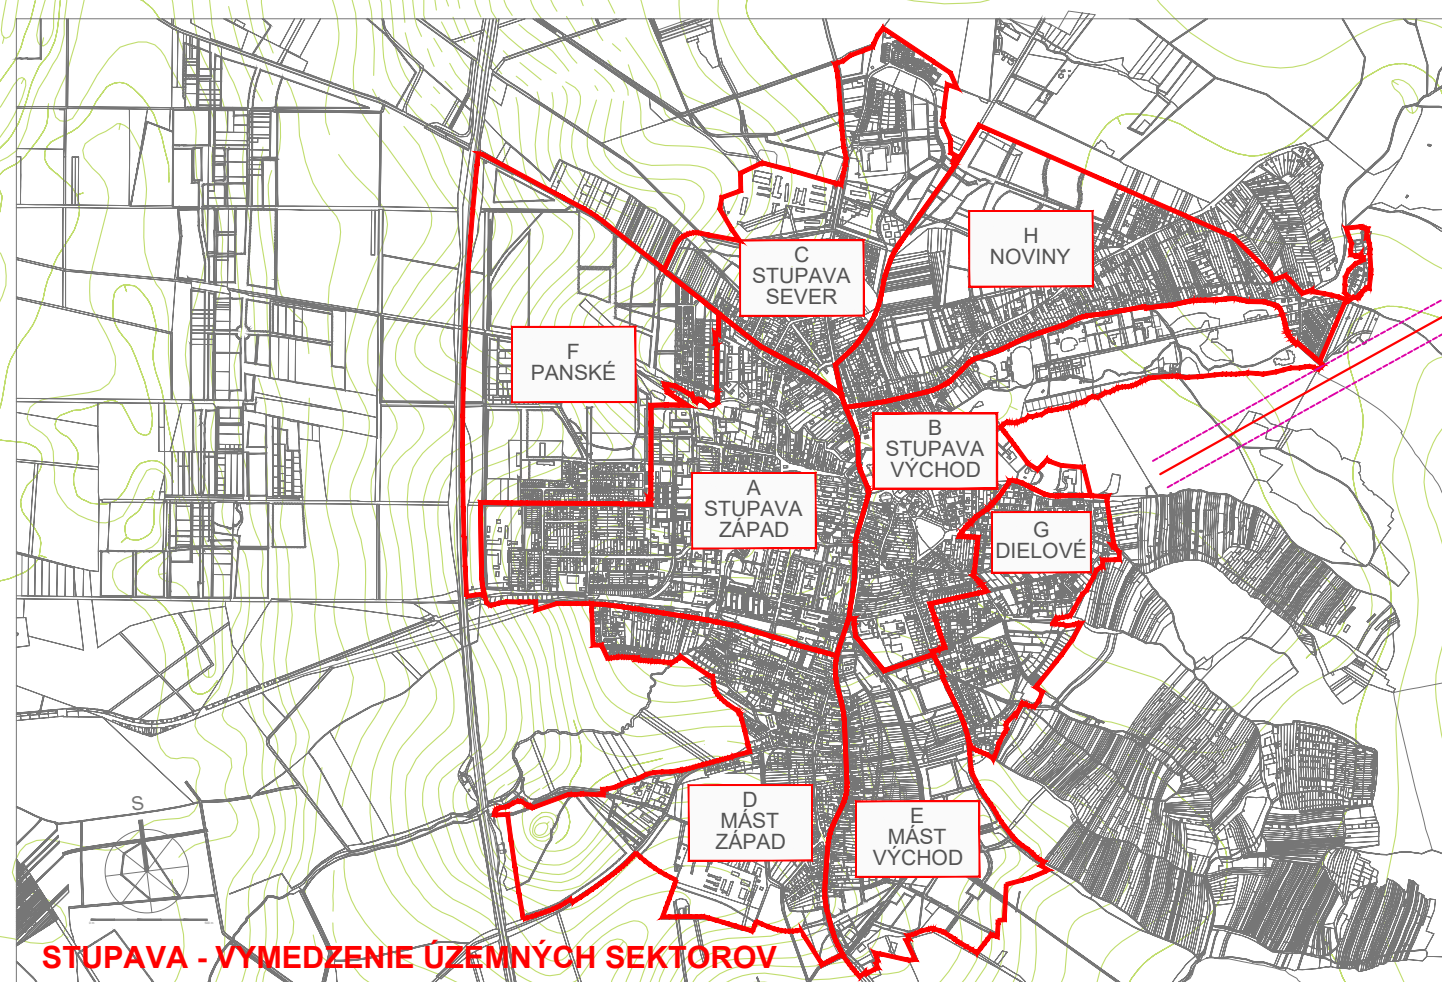 C
STUPAVA
SEVER
H
NOVINY
F
PANSKÉ
B
STUPAVA
VÝCHOD
A
STUPAVA
ZÁPAD
G
DIELOVÉ
D
MÁST
ZÁPAD
E
MÁST
VÝCHOD
S
STUPAVA - VYMEDZENIE ÚZEMNÝCH SEKTOROV